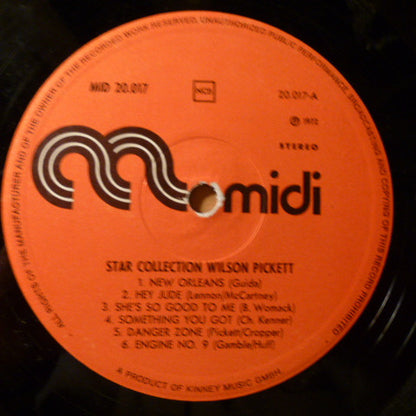 ALL RIGHTS OF THE MANUFACTURER AND OF THE OWNER OF THE RECORDED WORK RESERVED. UNAUTHORIZED PUBLIC PERFORMANCE, BROADCASTING AND COPYING OF THIS RECORD PROHIBITED
MID 20.017
NCB
20.017-A
Ⓟ 1972
STEREO
midi
STAR COLLECTION WILSON PICKETT
1. NEW ORLEANS (Guida)
2. HEY JUDE (Lennon/McCartney)
3. SHE'S SO GOOD TO ME (B. Womack)
4. SOMETHING YOU GOT (Ch. Kenner)
5. DANGER ZONE (Pickett/Cropper)
6. ENGINE NO. 9 (Gamble/Huff)
A PRODUCT OF KINNEY MUSIC GMBH.